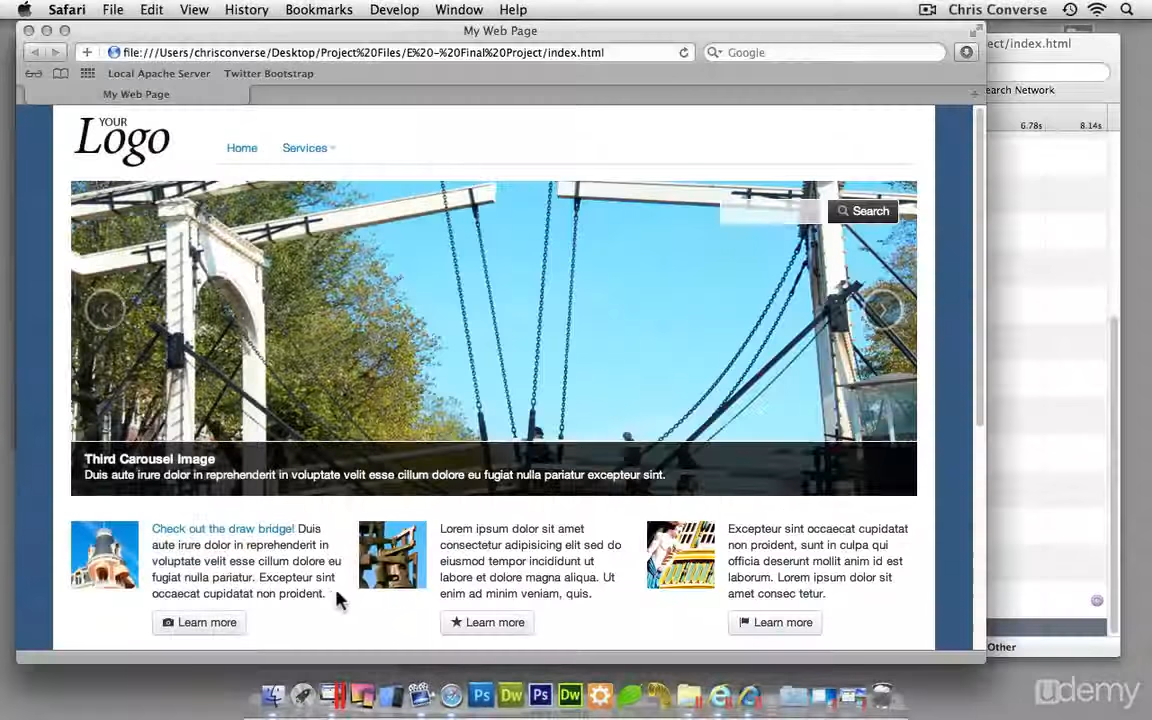 Safari File Edit View History Bookmarks Develop Window Help Chris Converse
My Web Page
file:///Users/chrisconverse/Desktop/Project%20Files/E%20-%20Final%20Project/index.html
Google
ect/index.html
Local Apache Server Twitter Bootstrap
earch Network
My Web Page
6.78s 8.14s
YOUR
Logo
Home Services
Search
Third Carousel Image
Duis aute irure dolor in reprehenderit in voluptate velit esse cillum dolore eu fugiat nulla pariatur excepteur sint.
Check out the draw bridge! Duis
aute irure dolor in reprehenderit in
voluptate velit esse cillum dolore eu
fugiat nulla pariatur. Excepteur sint
occaecat cupidatat non proident.
Learn more
Lorem ipsum dolor sit amet
consectetur adipisicing elit sed do
eiusmod tempor incididunt ut
labore et dolore magna aliqua. Ut
enim ad minim veniam, quis.
Learn more
Excepteur sint occaecat cupidatat
non proident, sunt in culpa qui
officia deserunt mollit anim id est
laborum. Lorem ipsum dolor sit
amet consec tetur.
Learn more
Other
Ps Dw Ps Dw
udemy